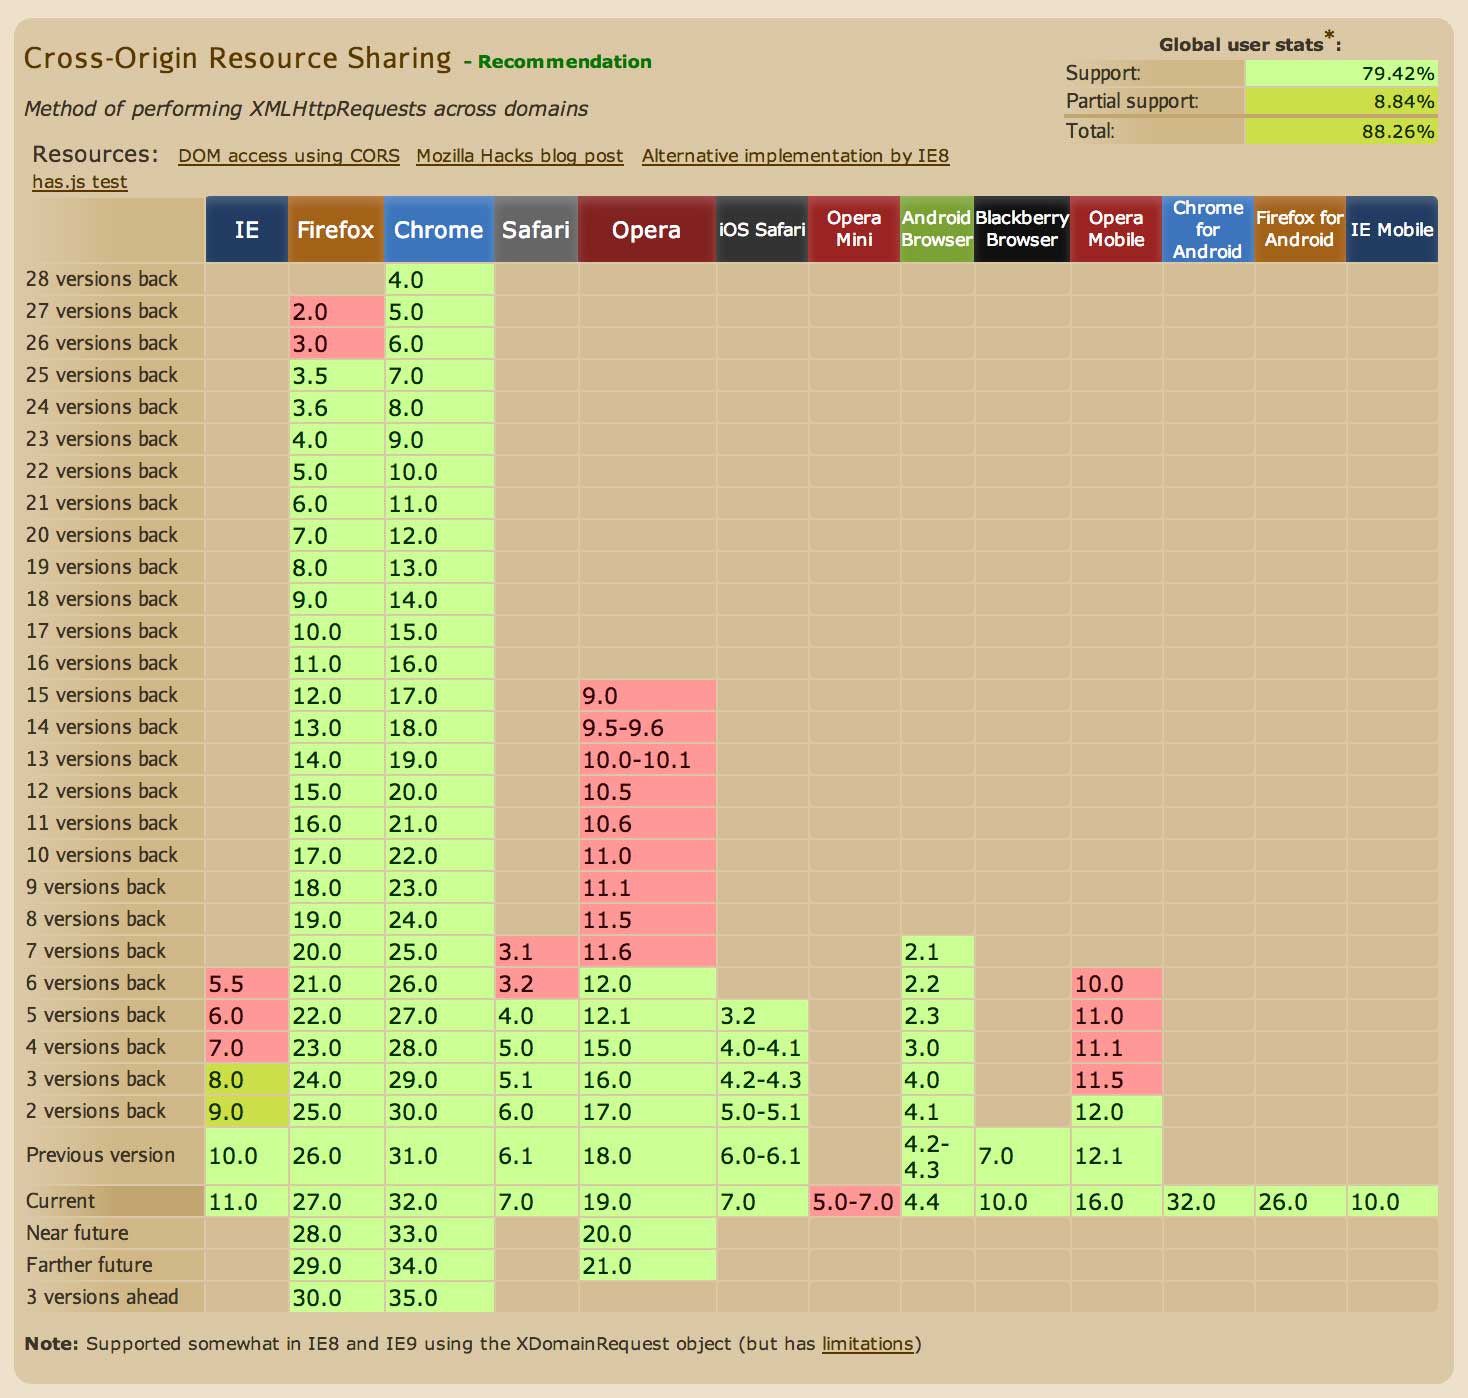 Cross-Origin Resource Sharing - Recommendation
Global user stats*:
Support: 79.42%
Partial support: 8.84%
Total: 88.26%
Method of performing XMLHttpRequests across domains
Resources: DOM access using CORS Mozilla Hacks blog post Alternative implementation by IE8
has.js test
IE Firefox Chrome Safari Opera iOS Safari Opera Mini Android Browser Blackberry Browser Opera Mobile Chrome for Android Firefox for Android IE Mobile
28 versions back 4.0
27 versions back 2.0 5.0
26 versions back 3.0 6.0
25 versions back 3.5 7.0
24 versions back 3.6 8.0
23 versions back 4.0 9.0
22 versions back 5.0 10.0
21 versions back 6.0 11.0
20 versions back 7.0 12.0
19 versions back 8.0 13.0
18 versions back 9.0 14.0
17 versions back 10.0 15.0
16 versions back 11.0 16.0
15 versions back 12.0 17.0 9.0
14 versions back 13.0 18.0 9.5-9.6
13 versions back 14.0 19.0 10.0-10.1
12 versions back 15.0 20.0 10.5
11 versions back 16.0 21.0 10.6
10 versions back 17.0 22.0 11.0
9 versions back 18.0 23.0 11.1
8 versions back 19.0 24.0 11.5
7 versions back 20.0 25.0 3.1 11.6 2.1
6 versions back 5.5 21.0 26.0 3.2 12.0 2.2 10.0
5 versions back 6.0 22.0 27.0 4.0 12.1 3.2 2.3 11.0
4 versions back 7.0 23.0 28.0 5.0 15.0 4.0-4.1 3.0 11.1
3 versions back 8.0 24.0 29.0 5.1 16.0 4.2-4.3 4.0 11.5
2 versions back 9.0 25.0 30.0 6.0 17.0 5.0-5.1 4.1 12.0
Previous version 10.0 26.0 31.0 6.1 18.0 6.0-6.1 4.2-4.3 7.0 12.1
Current 11.0 27.0 32.0 7.0 19.0 7.0 5.0-7.0 4.4 10.0 16.0 32.0 26.0 10.0
Near future 28.0 33.0 20.0
Farther future 29.0 34.0 21.0
3 versions ahead 30.0 35.0
Note: Supported somewhat in IE8 and IE9 using the XDomainRequest object (but has limitations)